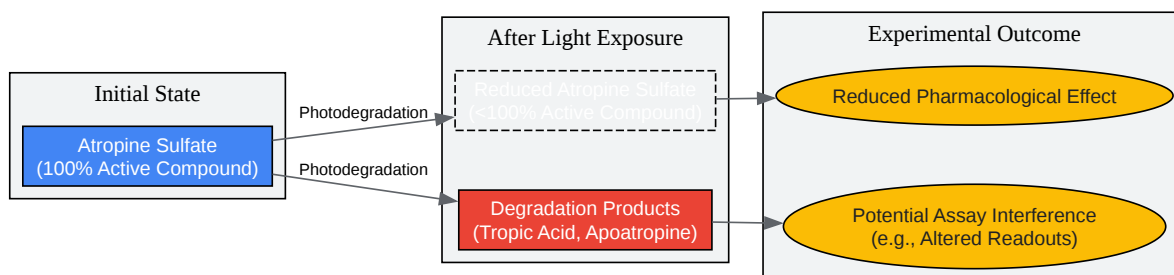 Initial State
Atropine Sulfate
(100% Active Compound)
Photodegradation
Photodegradation
After Light Exposure
Reduced Atropine Sulfate
(<100% Active Compound)
Degradation Products
(Tropic Acid, Apoatropine)
Experimental Outcome
Reduced Pharmacological Effect
Potential Assay Interference
(e.g., Altered Readouts)